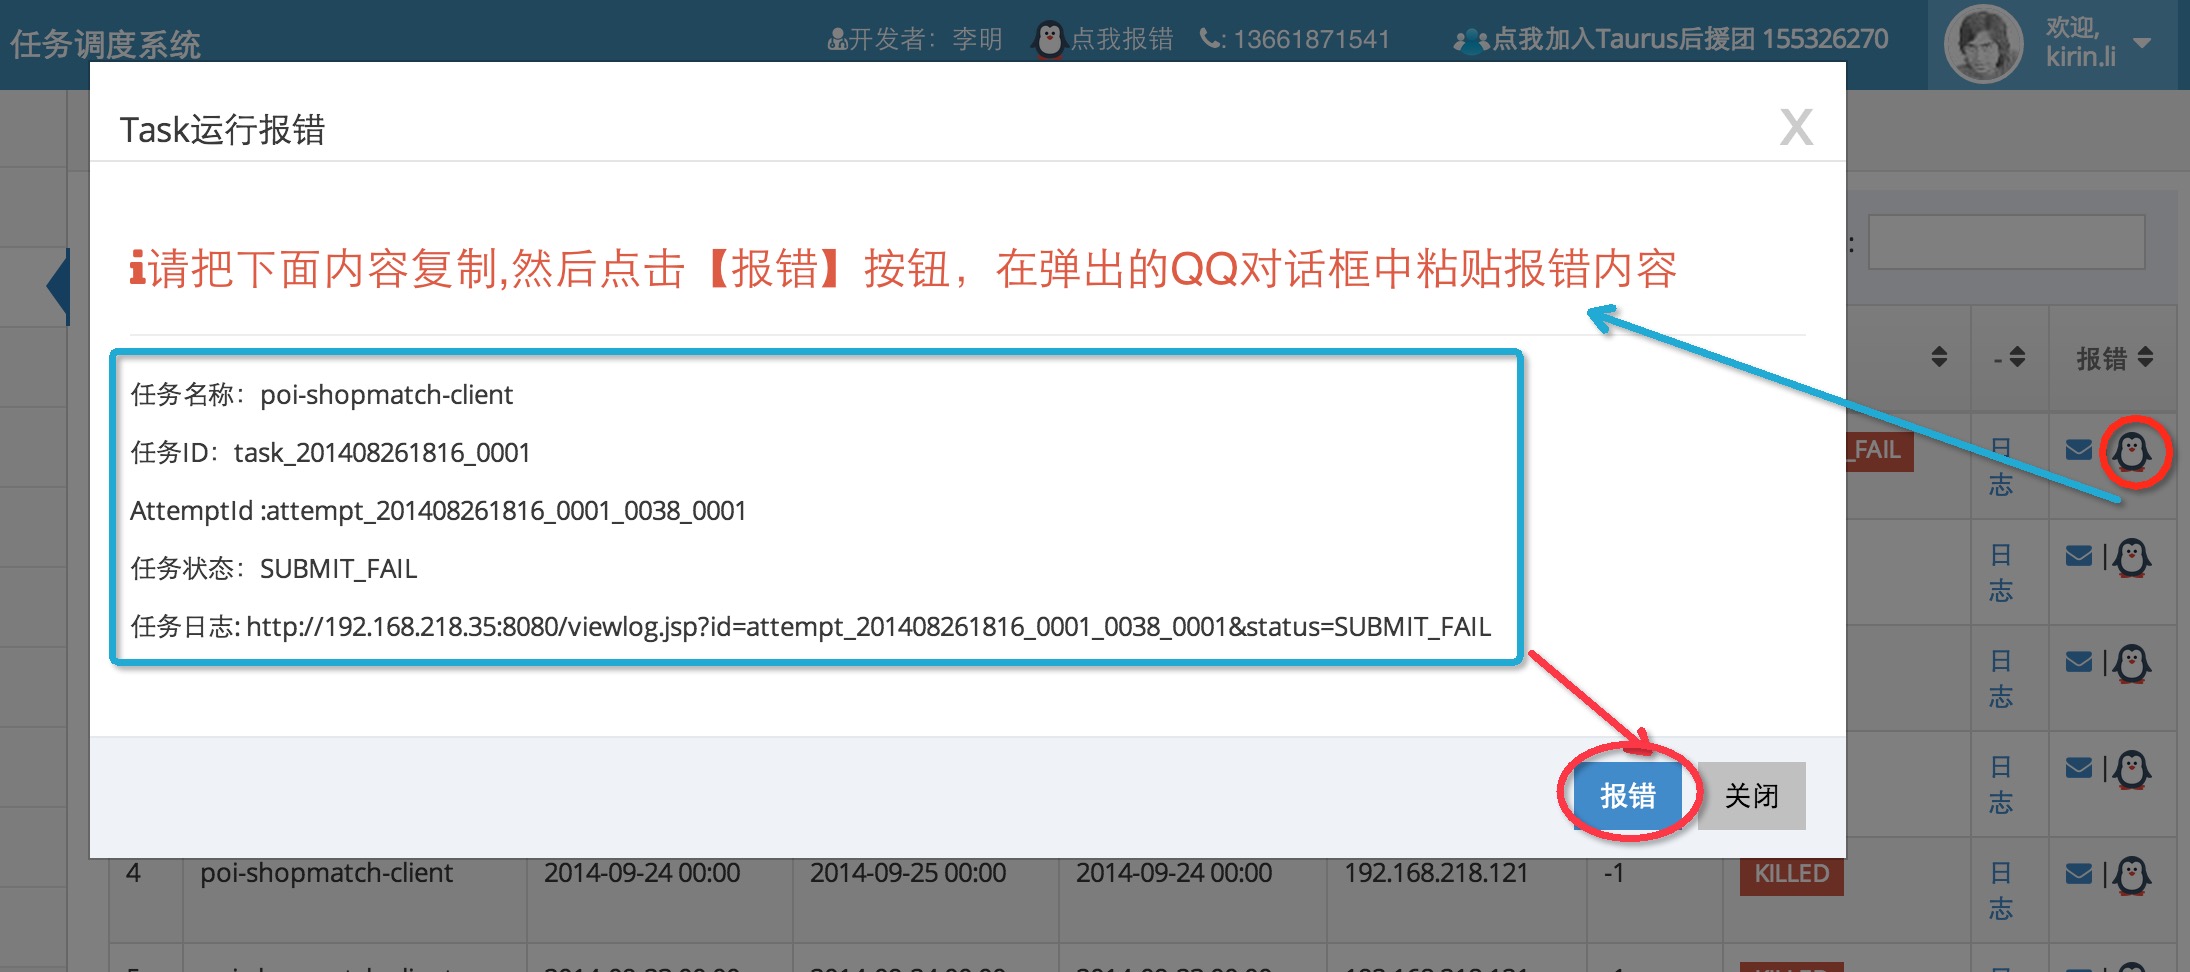 任务调度系统
开发者：李明 点我报错 : 13661871541 点我加入Taurus后援团 155326270
欢迎,
kirin.li
Task运行报错
X
请把下面内容复制,然后点击【报错】按钮，在弹出的QQ对话框中粘贴报错内容
:
- 报错
任务名称：poi-shopmatch-client
任务ID：task_201408261816_0001
AttemptId :attempt_201408261816_0001_0038_0001
任务状态：SUBMIT_FAIL
任务日志: http://192.168.218.35:8080/viewlog.jsp?id=attempt_201408261816_0001_0038_0001&status=SUBMIT_FAIL
_FAIL 日志
日志 |
日志 |
日志 |
报错 关闭
4 poi-shopmatch-client 2014-09-24 00:00 2014-09-25 00:00 2014-09-24 00:00 192.168.218.121 -1 KILLED 日志 |